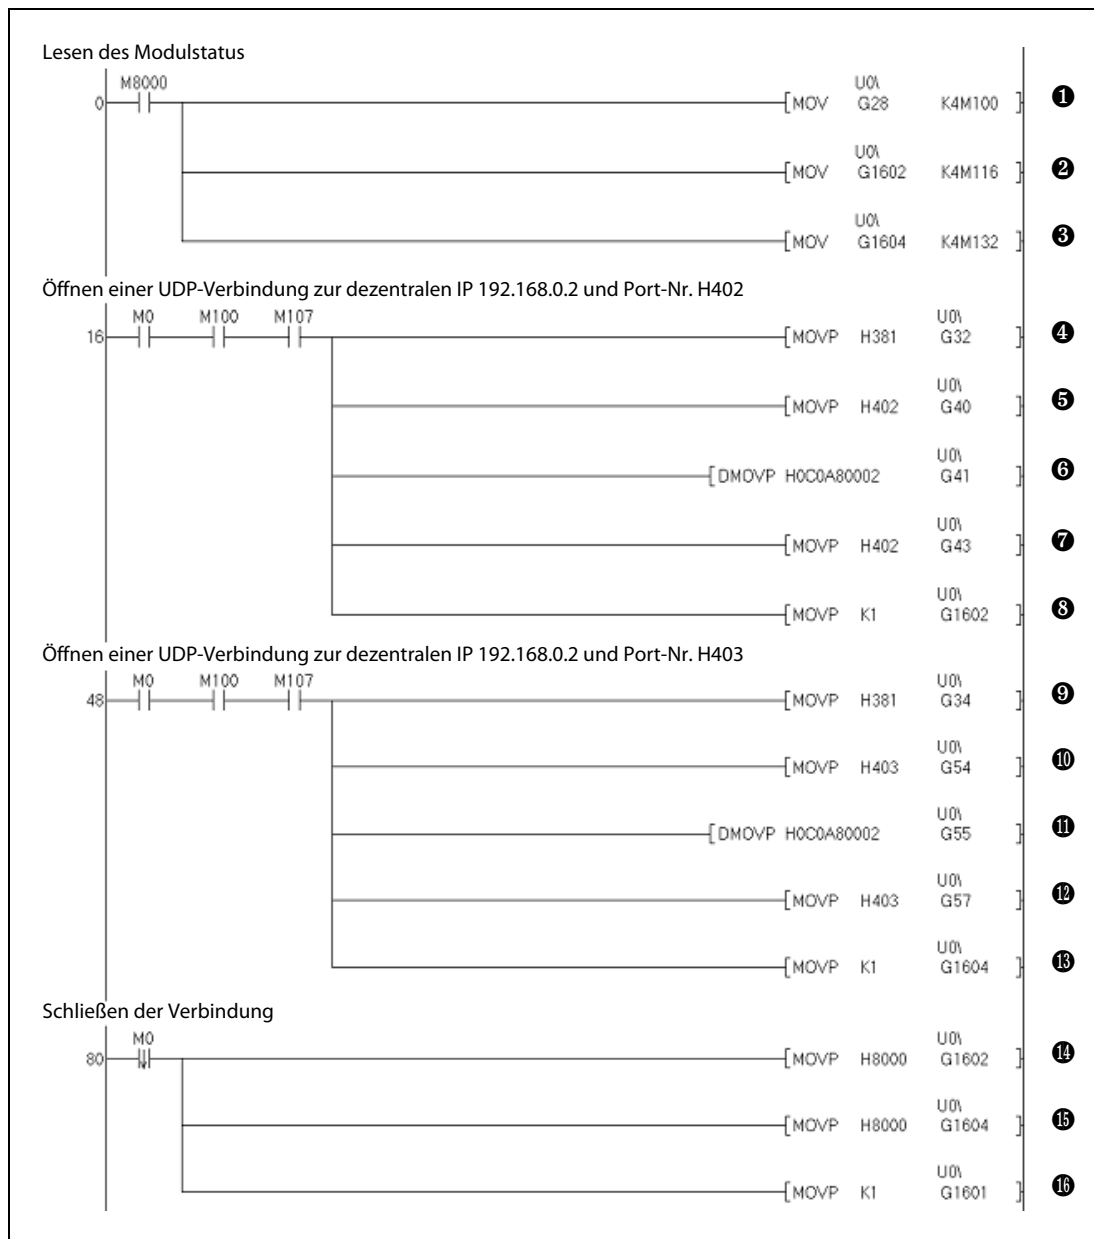 Lesen des Modulstatus
M8000 U0\
0 [MOV G28 K4M100 ] ❶
U0\
[MOV G1602 K4M116 ] ❷
U0\
[MOV G1604 K4M132 ] ❸
Öffnen einer UDP-Verbindung zur dezentralen IP 192.168.0.2 und Port-Nr. H402
M0 M100 M107 U0\
16 [MOVP H381 G32 ] ❹
U0\
[MOVP H402 G40 ] ❺
U0\
[DMOVP H0C0A80002 G41 ] ❻
U0\
[MOVP H402 G43 ] ❼
U0\
[MOVP K1 G1602 ] ❽
Öffnen einer UDP-Verbindung zur dezentralen IP 192.168.0.2 und Port-Nr. H403
M0 M100 M107 U0\
48 [MOVP H381 G34 ] ❾
U0\
[MOVP H403 G54 ] ❿
U0\
[DMOVP H0C0A80002 G55 ] ⓫
U0\
[MOVP H403 G57 ] ⓬
U0\
[MOVP K1 G1604 ] ⓭
Schließen der Verbindung
M0 U0\
80 [MOVP H8000 G1602 ] ⓮
U0\
[MOVP H8000 G1604 ] ⓯
U0\
[MOVP K1 G1601 ] ⓰